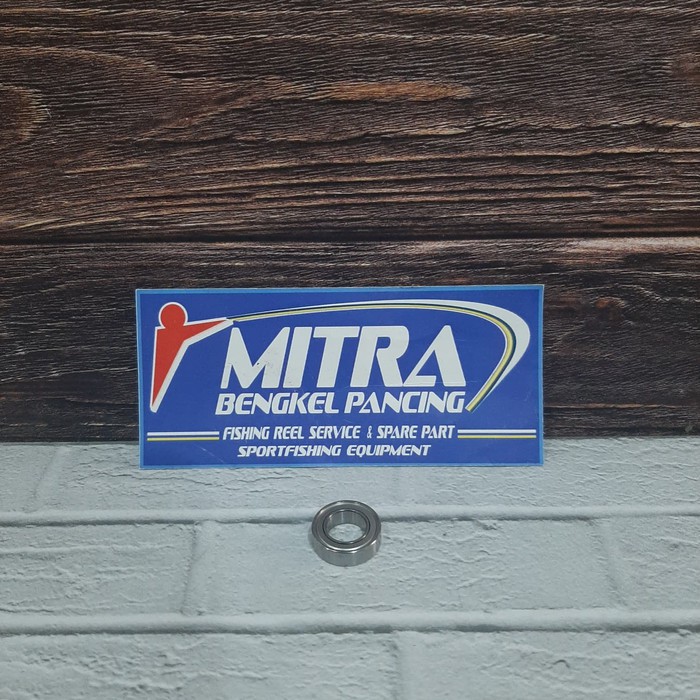 MITRA
BENGKEL PANCING
FISHING REEL SERVICE & SPARE PART
SPORTFISHING EQUIPMENT